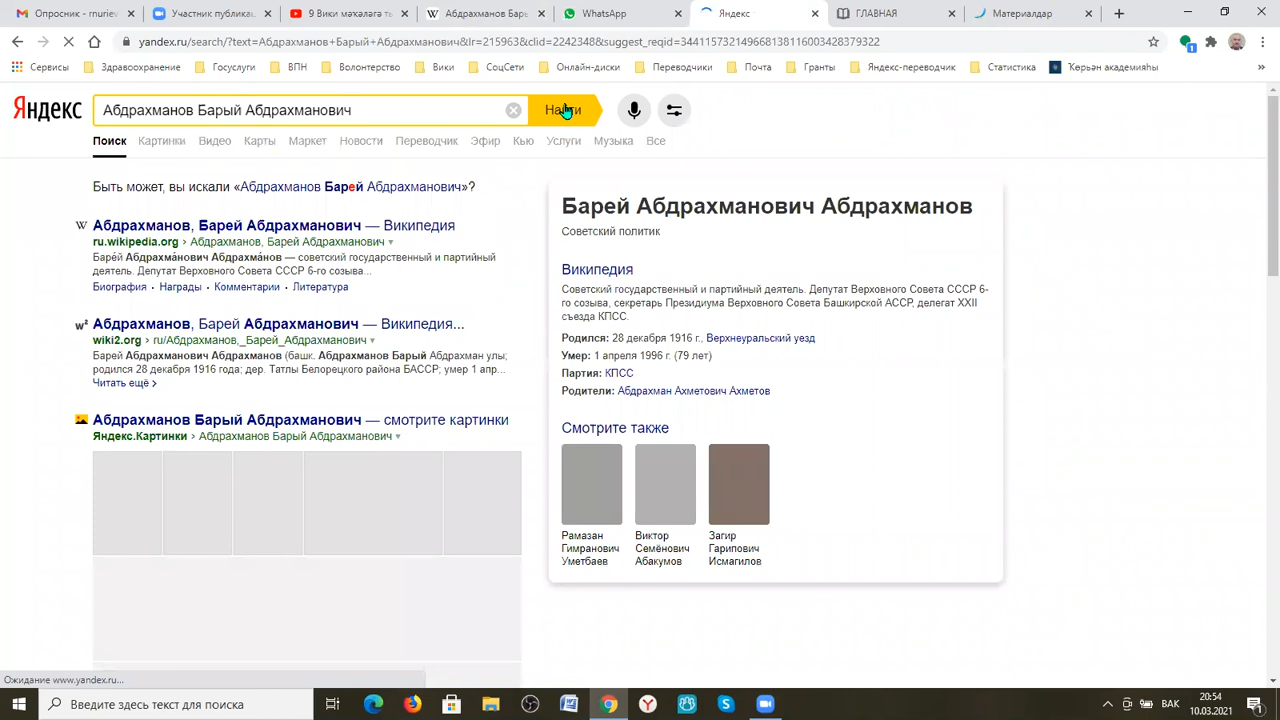 Опросник - nuriev
Участник публика
9 Вики мәҡәләгә ть
Абдрахманов Бары
WhatsApp
Яндекс
ГЛАВНАЯ
Материалдар
yandex.ru/search/?text=Абдрахманов+Барый+Абдрахманович&lr=215963&clid=2242348&suggest_reqid=344115732149668138116003428379322
Сервисы Здравоохранение Госуслуги ВПН Волонтерство Вики СоцСети Онлайн-диски Переводчики Почта Гранты Яндекс-переводчик Статистика Ҡөрьән академияһы »
Яндекс Абдрахманов Барый Абдрахманович Найти
Поиск Картинки Видео Карты Маркет Новости Переводчик Эфир Кью Услуги Музыка Все
Быть может, вы искали «Абдрахманов Барей Абдрахманович»?
Абдрахманов, Барей Абдрахманович — Википедия
ru.wikipedia.org › Абдрахманов, Барей Абдрахманович
Баре́й Абдрахма́нович Абдрахма́нов — советский государственный и партийный
деятель. Депутат Верховного Совета СССР 6-го созыва...
Биография · Награды · Комментарии · Литература
Абдрахманов, Барей Абдрахманович — Википедия...
wiki2.org › ru/Абдрахманов,_Барей_Абдрахманович
Барей Абдрахманович Абдрахманов (башк. Абдрахманов Барый Абдрахман улы;
родился 28 декабря 1916 года; дер. Татлы Белорецкого района БАССР; умер 1 апр...
Читать ещё ›
Абдрахманов Барый Абдрахманович — смотрите картинки
Яндекс.Картинки › Абдрахманов Барый Абдрахманович
Барей Абдрахманович Абдрахманов
Советский политик
Википедия
Советский государственный и партийный деятель. Депутат Верховного Совета СССР 6-
го созыва, секретарь Президиума Верховного Совета Башкирской АССР, делегат XXII
съезда КПСС.
Родился: 28 декабря 1916 г., Верхнеуральский уезд
Умер: 1 апреля 1996 г. (79 лет)
Партия: КПСС
Родители: Абдрахман Ахметович Ахметов
Смотрите также
Рамазан
Гимранович
Уметбаев
Виктор
Семёнович
Абакумов
Загир
Гарипович
Исмагилов
Ожидание www.yandex.ru...
Введите здесь текст для поиска
ВАК
20:54
10.03.2021